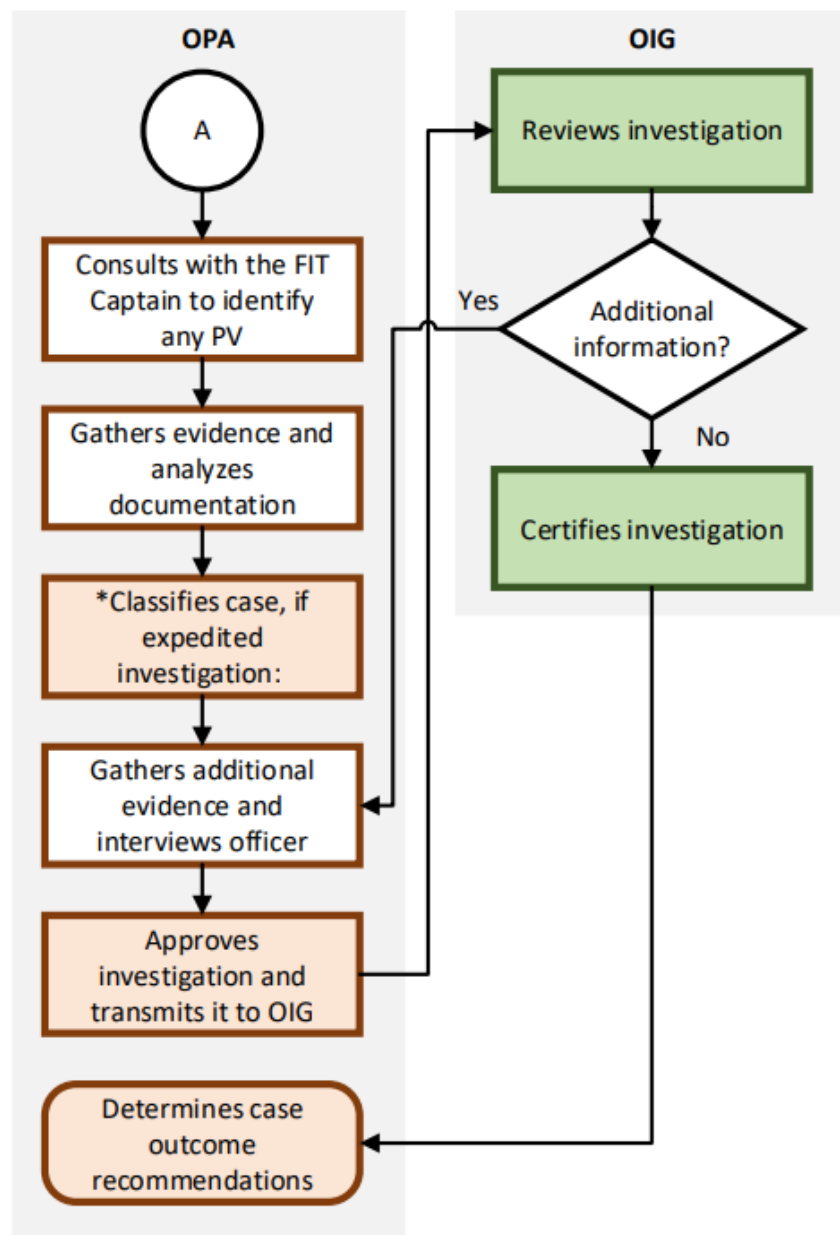 OPA
A
Consults with the FIT
Captain to identify
any PV
Gathers evidence and
analyzes
documentation
*Classifies case, if
expedited
investigation:
Gathers additional
evidence and
interviews officer
Approves
investigation and
transmits it to OIG
Determines case
outcome
recommendations
OIG
Reviews investigation
Additional
information?
Yes
No
Certifies investigation